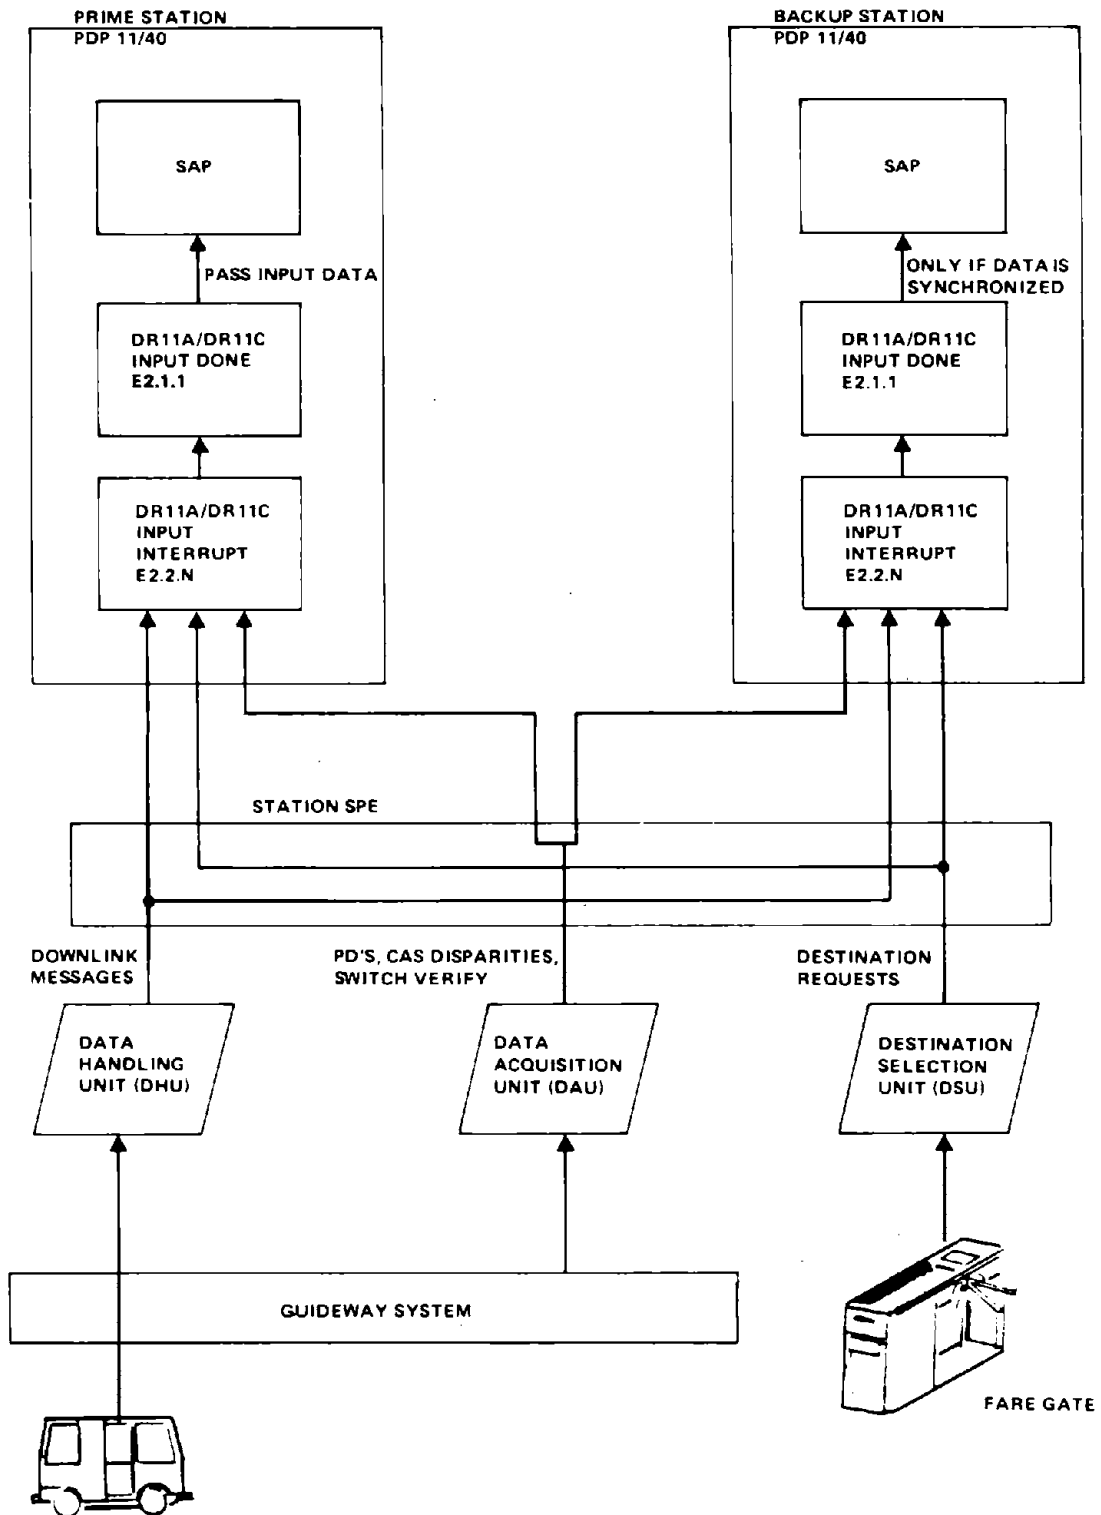 PRIME STATION
PDP 11/40
BACKUP STATION
PDP 11/40
SAP
SAP
PASS INPUT DATA
ONLY IF DATA IS
SYNCHRONIZED
DR11A/DR11C
INPUT DONE
E2.1.1
DR11A/DR11C
INPUT DONE
E2.1.1
DR11A/DR11C
INPUT
INTERRUPT
E2.2.N
DR11A/DR11C
INPUT
INTERRUPT
E2.2.N
STATION SPE
DOWNLINK
MESSAGES
PD'S, CAS DISPARITIES,
SWITCH VERIFY
DESTINATION
REQUESTS
DATA
HANDLING
UNIT (DHU)
DATA
ACQUISITION
UNIT (DAU)
DESTINATION
SELECTION
UNIT (DSU)
GUIDEWAY SYSTEM
FARE GATE